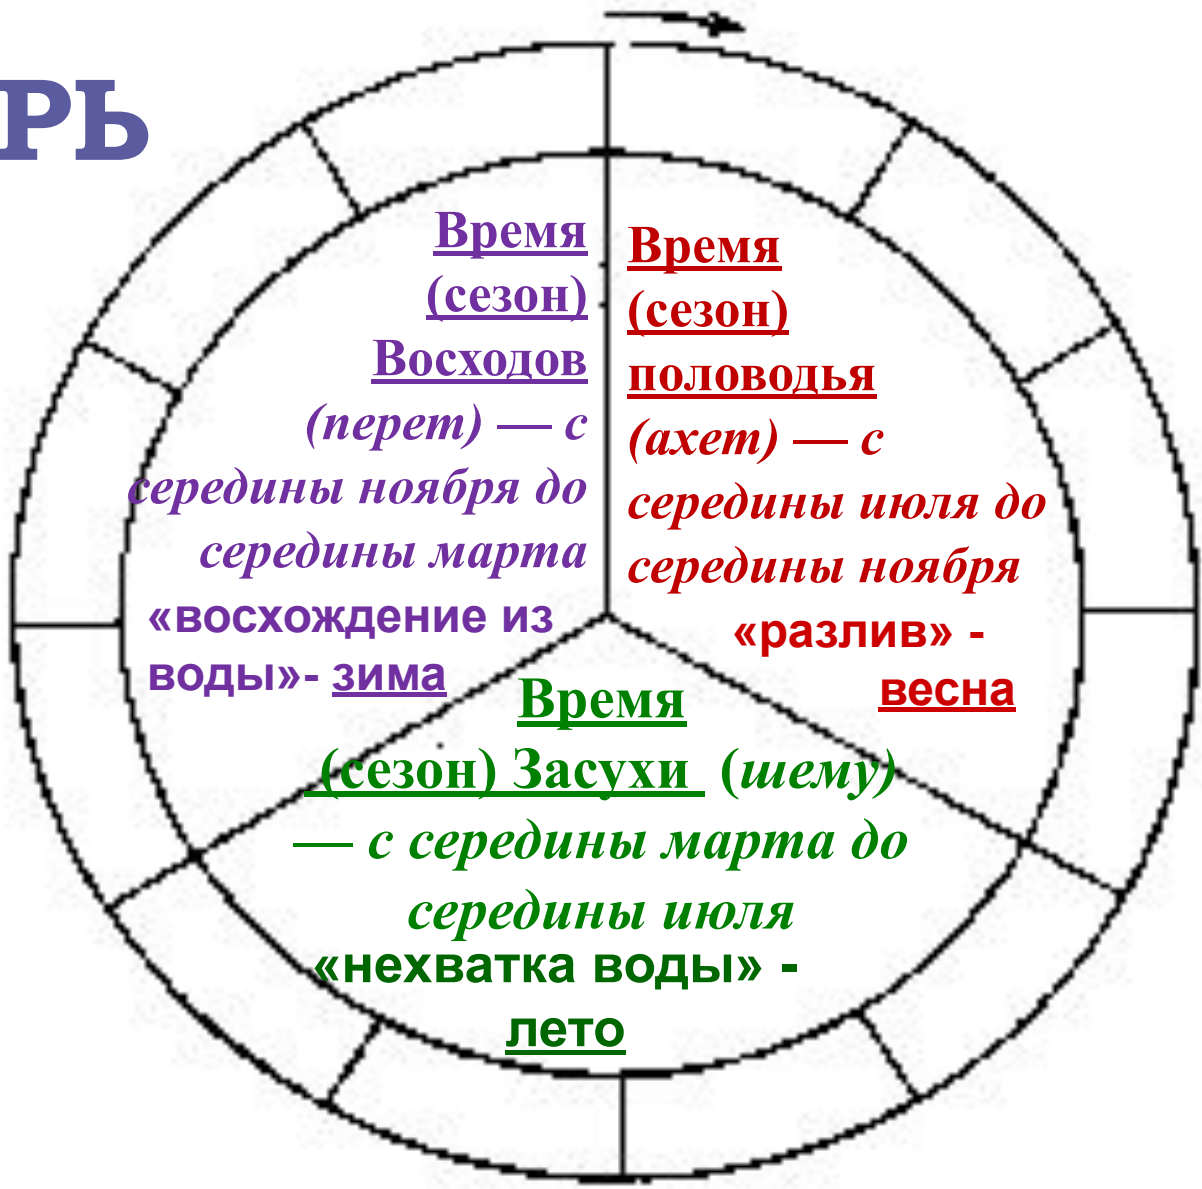 РЬ
Время
(сезон)
Восходов
(перет) — с
середины ноября до
середины марта
«восхождение из
воды»- зима
Время
(сезон)
половодья
(ахет) — с
середины июля до
середины ноября
«разлив» -
весна
Время
(сезон) Засухи (шему)
— с середины марта до
середины июля
«нехватка воды» -
лето